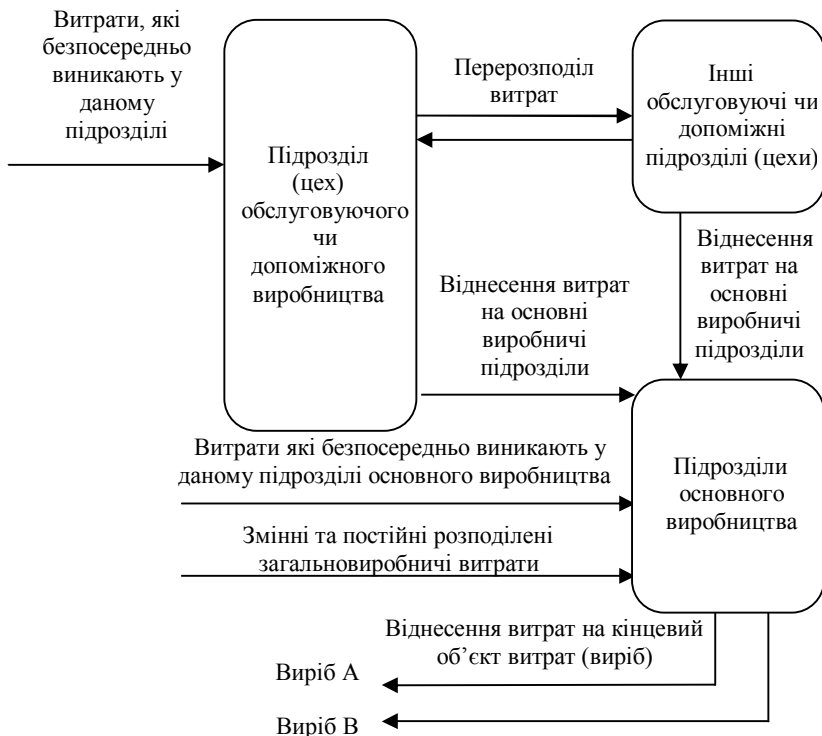 Витрати, які
безпосередньо
виникають у
даному
підрозділі
Підрозділ
(цех)
обслуговуючого
чи
допоміжного
виробництва
Перерозподіл
витрат
Інші
обслуговуючі чи
допоміжні
підрозділі (цехи)
Віднесення витрат
на основні
виробничі
підрозділи
Віднесення
витрат на
основні
виробничі
підрозділи
Витрати які безпосередньо виникають у
даному підрозділі основного виробництва
Змінні та постійні розподілені
загальновиробничі витрати
Підрозділи
основного
виробництва
Віднесення витрат на кінцевий
об’єкт витрат (виріб)
Виріб А
Виріб В